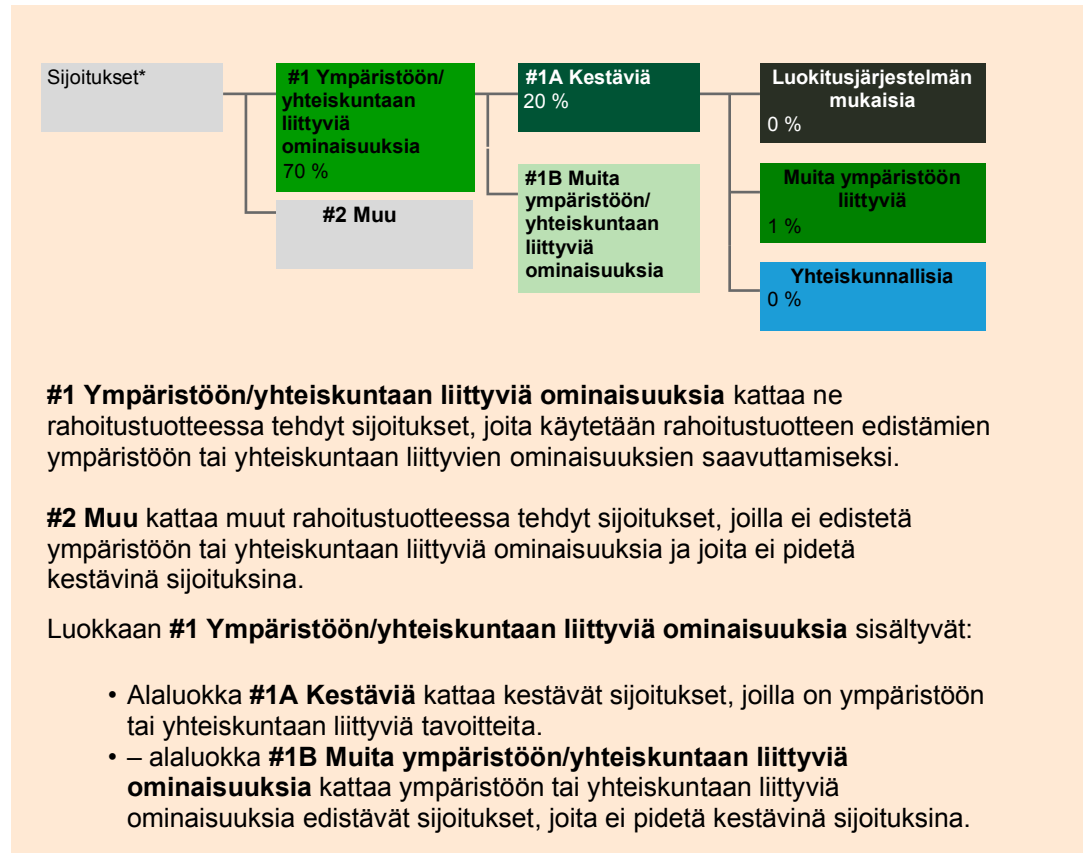 Sijoitukset*
#1 Ympäristöön/
yhteiskuntaan
liittyviä
ominaisuuksia
70 %
#2 Muu
#1A Kestäviä
20 %
#1B Muita
ympäristöön/
yhteiskuntaan
liittyviä
ominaisuuksia
Luokitusjärjestelmän
mukaisia
0 %
Muita ympäristöön
liittyviä
1 %
Yhteiskunnallisia
0 %
#1 Ympäristöön/yhteiskuntaan liittyviä ominaisuuksia kattaa ne
rahoitustuotteessa tehdyt sijoitukset, joita käytetään rahoitustuotteen edistämien
ympäristöön tai yhteiskuntaan liittyvien ominaisuuksien saavuttamiseksi.
#2 Muu kattaa muut rahoitustuotteessa tehdyt sijoitukset, joilla ei edistetä
ympäristöön tai yhteiskuntaan liittyviä ominaisuuksia ja joita ei pidetä
kestävinä sijoituksina.
Luokkaan #1 Ympäristöön/yhteiskuntaan liittyviä ominaisuuksia sisältyvät:
• Alaluokka #1A Kestäviä kattaa kestävät sijoitukset, joilla on ympäristöön
tai yhteiskuntaan liittyviä tavoitteita.
• – alaluokka #1B Muita ympäristöön/yhteiskuntaan liittyviä
ominaisuuksia kattaa ympäristöön tai yhteiskuntaan liittyviä
ominaisuuksia edistävät sijoitukset, joita ei pidetä kestävinä sijoituksina.